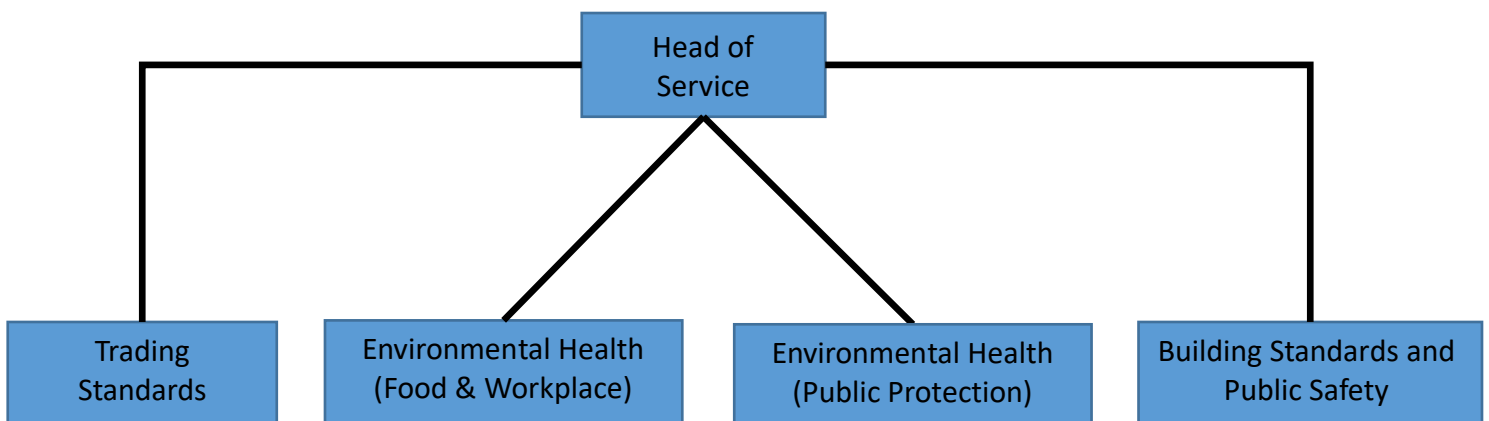 Head of
Service
Trading
Standards
Environmental Health
(Food & Workplace)
Environmental Health
(Public Protection)
Building Standards and
Public Safety